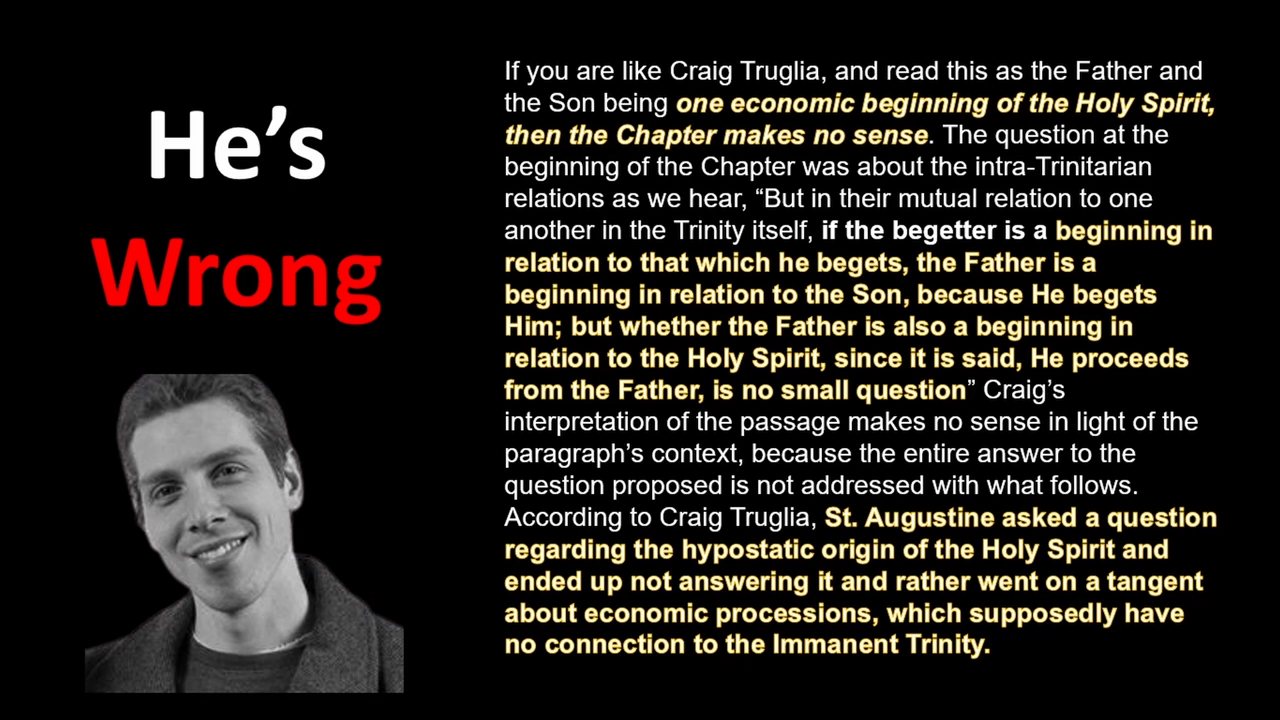 He’s
Wrong
If you are like Craig Truglia, and read this as the Father and
the Son being one economic beginning of the Holy Spirit,
then the Chapter makes no sense. The question at the
beginning of the Chapter was about the intra-Trinitarian
relations as we hear, “But in their mutual relation to one
another in the Trinity itself, if the begetter is a beginning in
relation to that which he begets, the Father is a
beginning in relation to the Son, because He begets
Him; but whether the Father is also a beginning in
relation to the Holy Spirit, since it is said, He proceeds
from the Father, is no small question” Craig’s
interpretation of the passage makes no sense in light of the
paragraph’s context, because the entire answer to the
question proposed is not addressed with what follows.
According to Craig Truglia, St. Augustine asked a question
regarding the hypostatic origin of the Holy Spirit and
ended up not answering it and rather went on a tangent
about economic processions, which supposedly have
no connection to the Immanent Trinity.